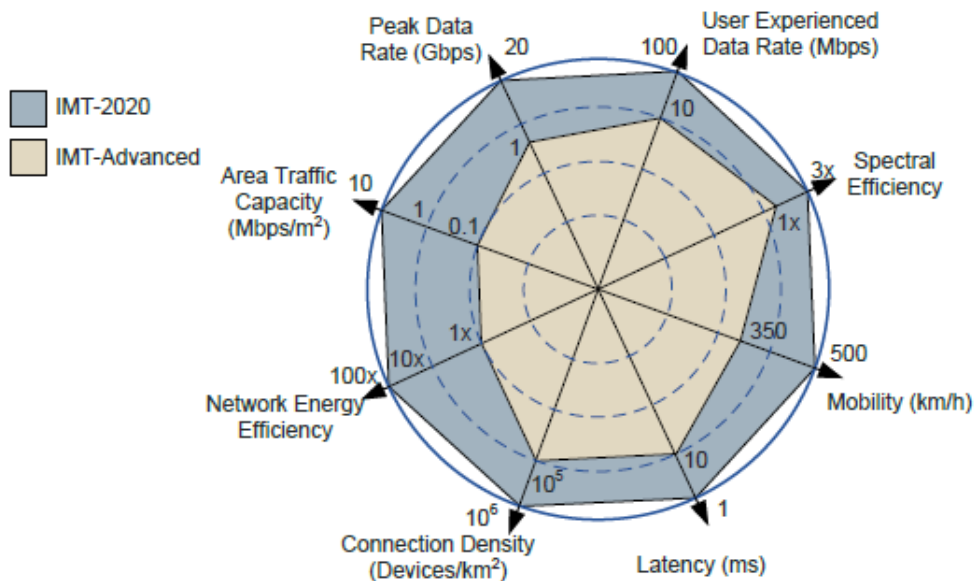 Peak Data
Rate (Gbps)
20
User Experienced
Data Rate (Mbps)
100
IMT-2020
IMT-Advanced
1
10
Spectral
Efficiency
3x
1x
Area Traffic
Capacity
(Mbps/m²)
10
1
0.1
350
500
Mobility (km/h)
1x
10x
100x
Network Energy
Efficiency
10⁵
10⁶
Connection Density
(Devices/km²)
10
1
Latency (ms)